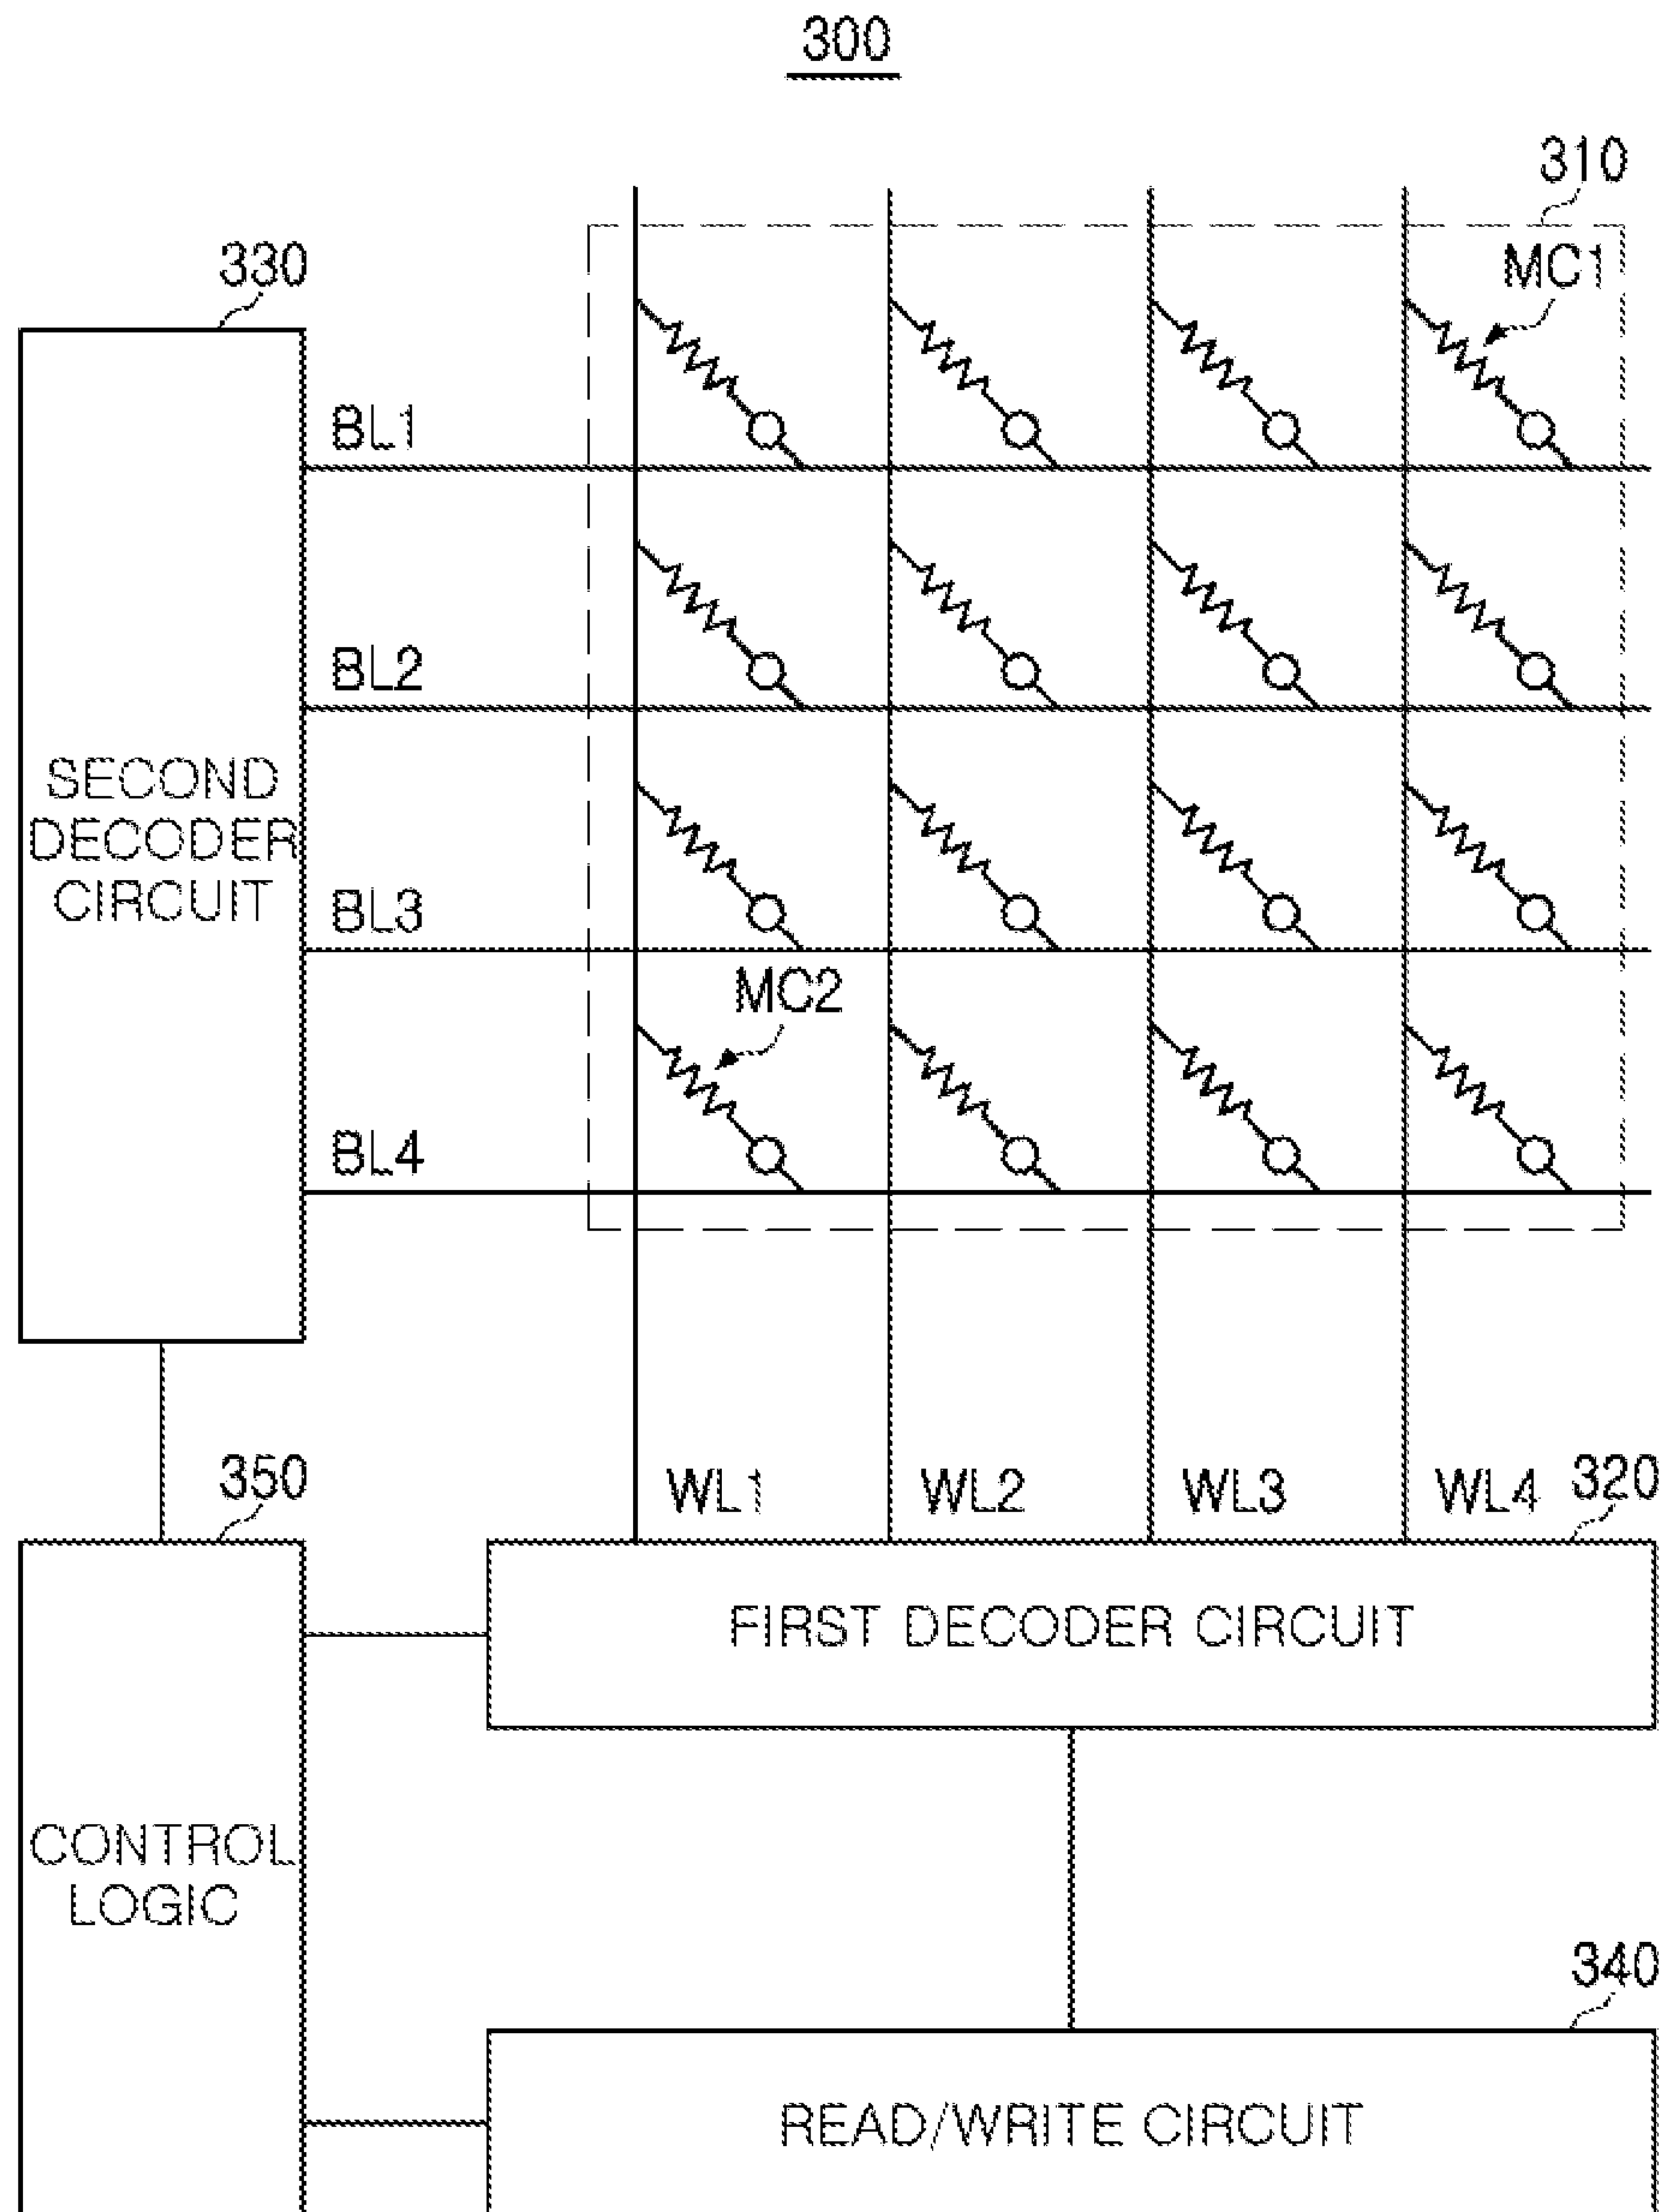 300
310
MC1
330
BL1
BL2
SECOND
DECODER
CIRCUIT
BL3
MC2
BL4
350
WL1 WL2 WL3 WL4 320
FIRST DECODER CIRCUIT
CONTROL
LOGIC
340
READ/WRITE CIRCUIT